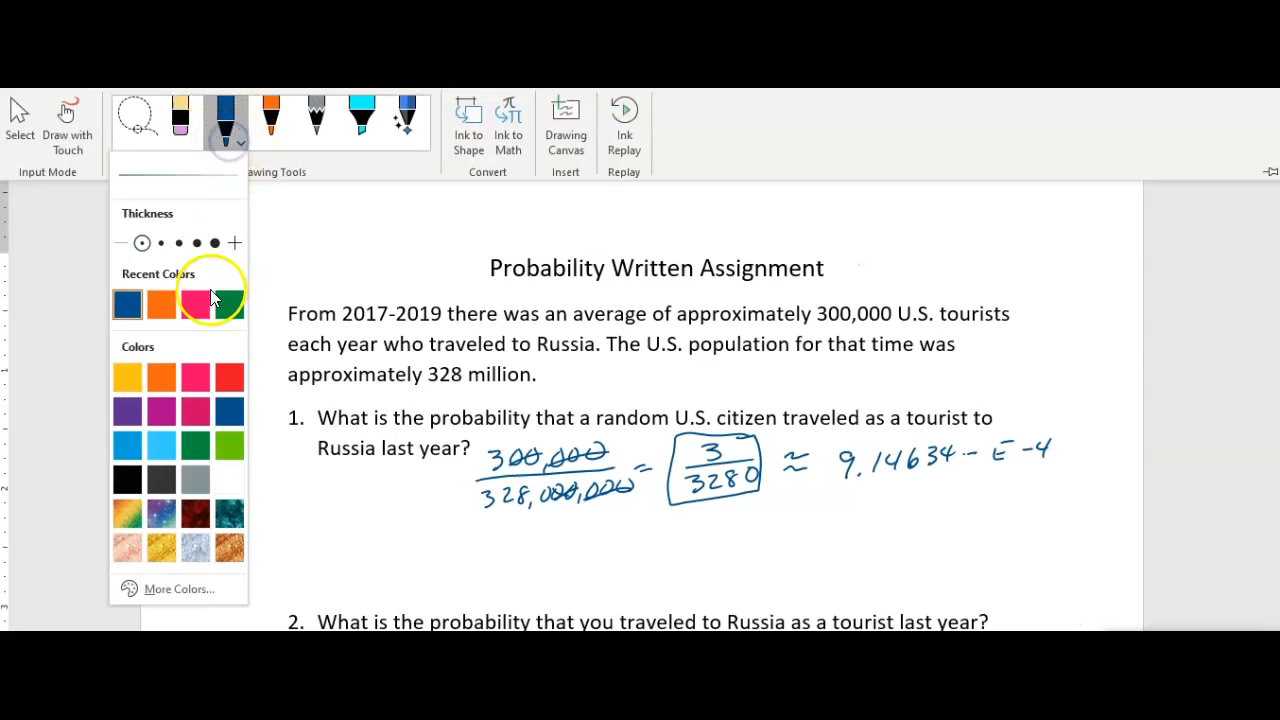 Select
Draw with Touch
Ink to Shape
Ink to Math
Drawing Canvas
Ink Replay
Input Mode
awing Tools
Convert
Insert
Replay
Thickness
Recent Colors
Colors
More Colors...
Probability Written Assignment
From 2017-2019 there was an average of approximately 300,000 U.S. tourists
each year who traveled to Russia. The U.S. population for that time was
approximately 328 million.
1. What is the probability that a random U.S. citizen traveled as a tourist to
Russia last year?
300,000
328,000,000
=
3
3280
≈ 9.14634-- E-4
2. What is the probability that you traveled to Russia as a tourist last year?